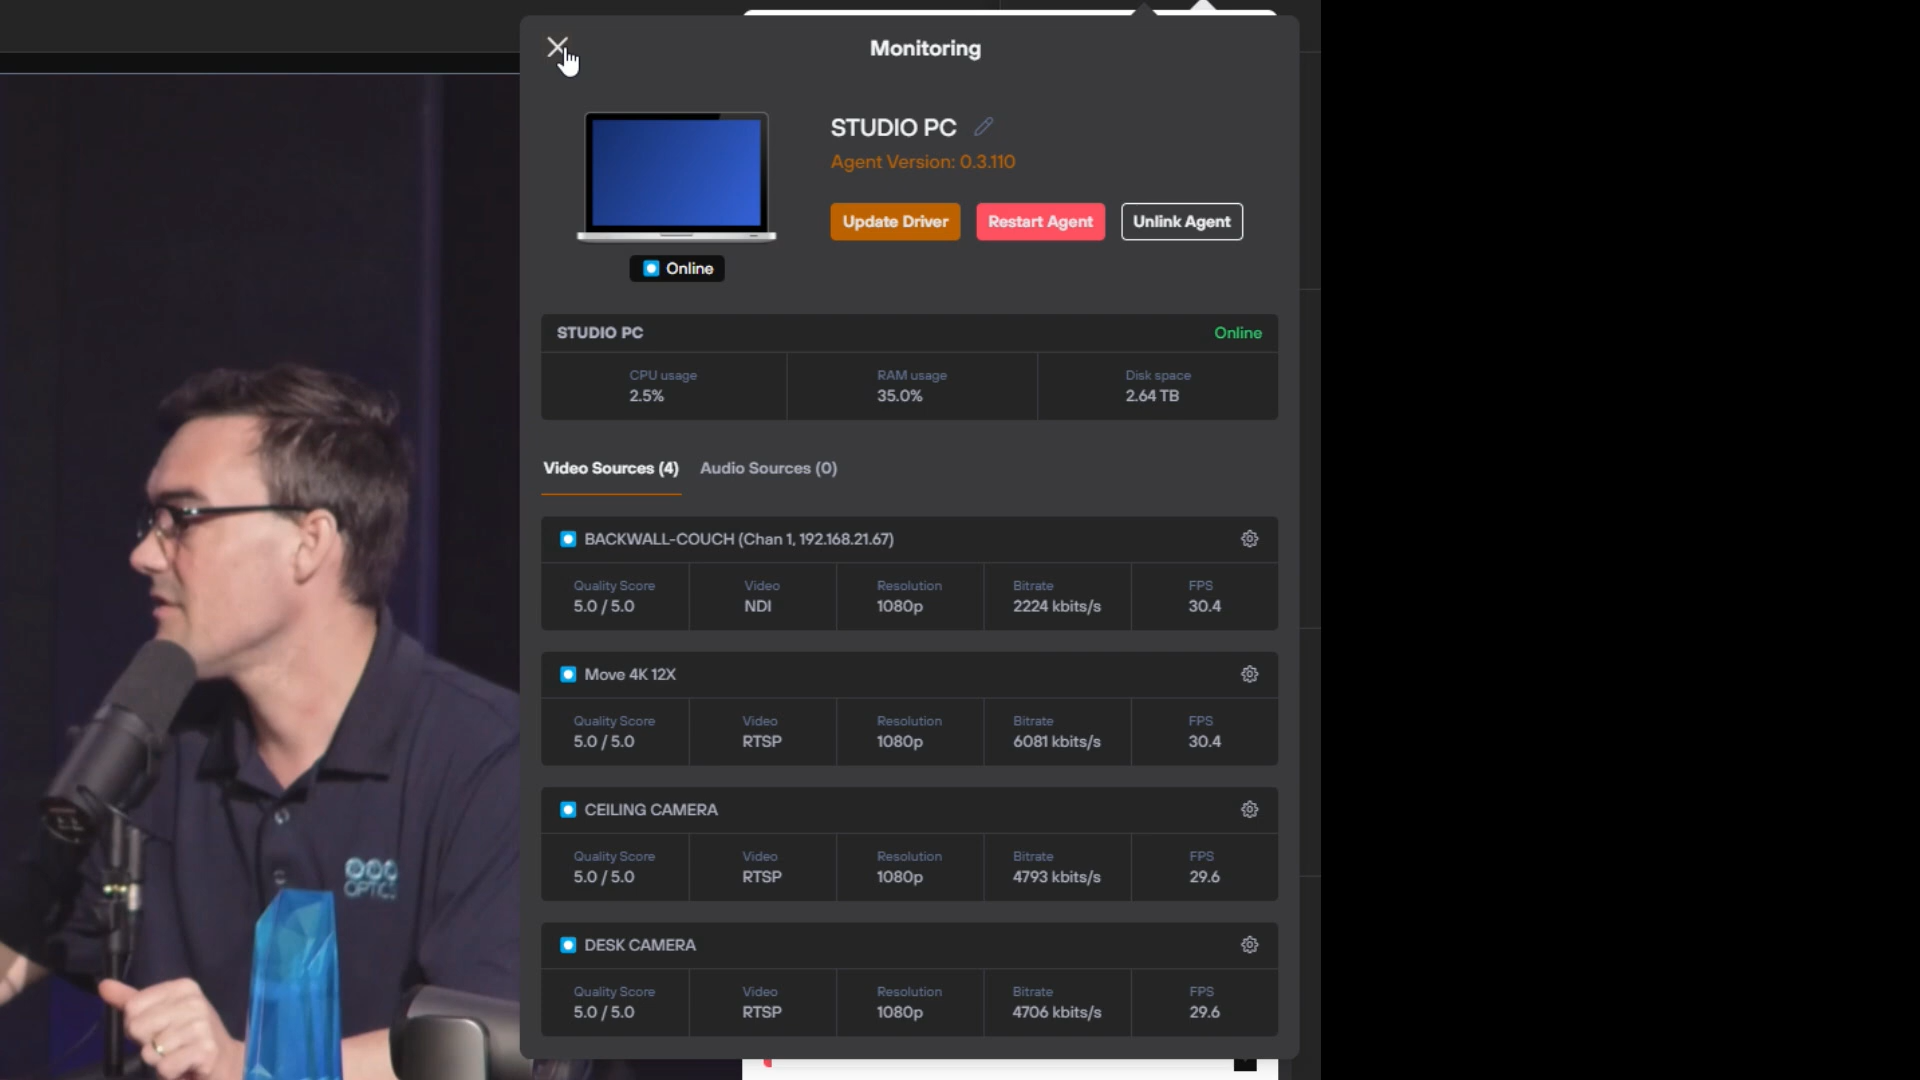 Monitoring
STUDIO PC
Agent Version: 0.3.110
Update Driver
Restart Agent
Unlink Agent
Online
STUDIO PC
Online
CPU usage
RAM usage
Disk space
2.5%
35.0%
2.64 TB
Video Sources (4)
Audio Sources (0)
BACKWALL-COUCH (Chan 1, 192.168.21.67)
Quality Score
Video
Resolution
Bitrate
FPS
5.0 / 5.0
NDI
1080p
2224 kbits/s
30.4
Move 4K 12X
Quality Score
Video
Resolution
Bitrate
FPS
5.0 / 5.0
RTSP
1080p
6081 kbits/s
30.4
CEILING CAMERA
Quality Score
Video
Resolution
Bitrate
FPS
5.0 / 5.0
RTSP
1080p
4793 kbits/s
29.6
DESK CAMERA
Quality Score
Video
Resolution
Bitrate
FPS
5.0 / 5.0
RTSP
1080p
4706 kbits/s
29.6
OPTICS